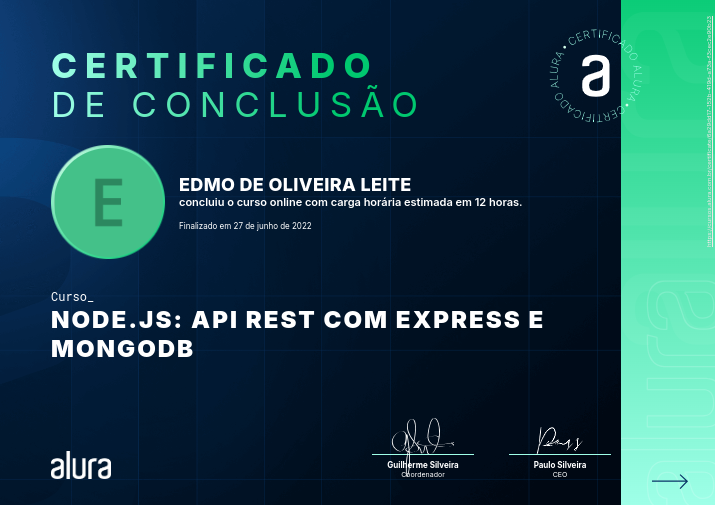 CERTIFICADO
DE CONCLUSÃO
CERTIFICADO ALURA • CERTIFICADO ALURA •
a
E
EDMO DE OLIVEIRA LEITE
concluiu o curso online com carga horária estimada em 12 horas.
Finalizado em 27 de junho de 2022
Curso_
NODE.JS: API REST COM EXPRESS E
MONGODB
alura
Guilherme Silveira
Coordenador
Paulo Silveira
CEO
alura